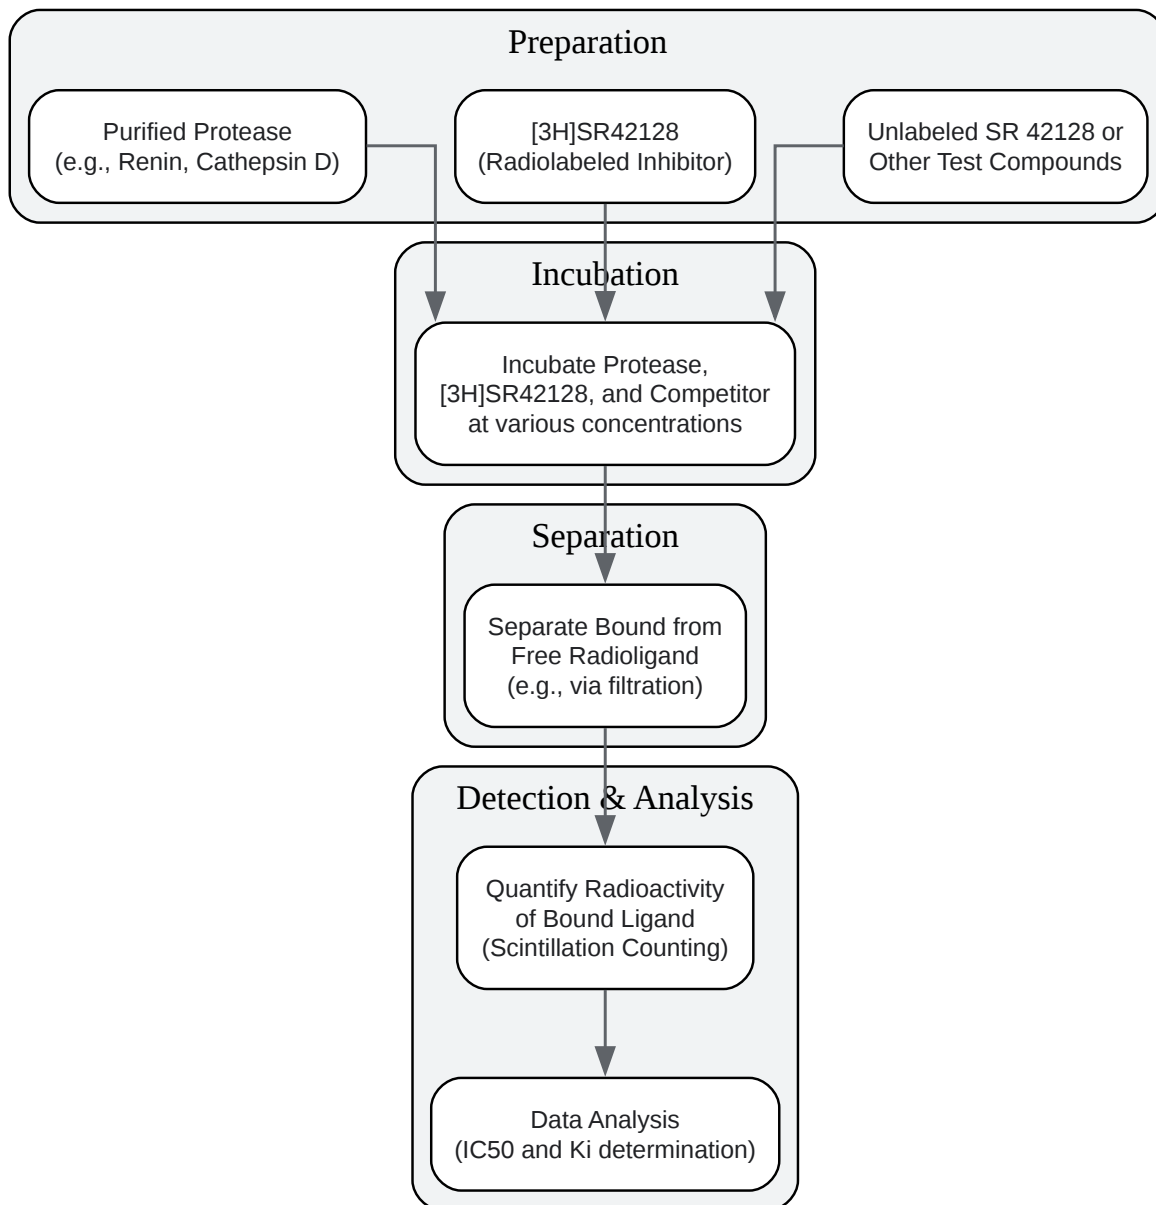 Preparation
Purified Protease
(e.g., Renin, Cathepsin D)
[3H]SR42128
(Radiolabeled Inhibitor)
Unlabeled SR 42128 or
Other Test Compounds
Incubation
Incubate Protease,
[3H]SR42128, and Competitor
at various concentrations
Separation
Separate Bound from
Free Radioligand
(e.g., via filtration)
Detection & Analysis
Quantify Radioactivity
of Bound Ligand
(Scintillation Counting)
Data Analysis
(IC50 and Ki determination)